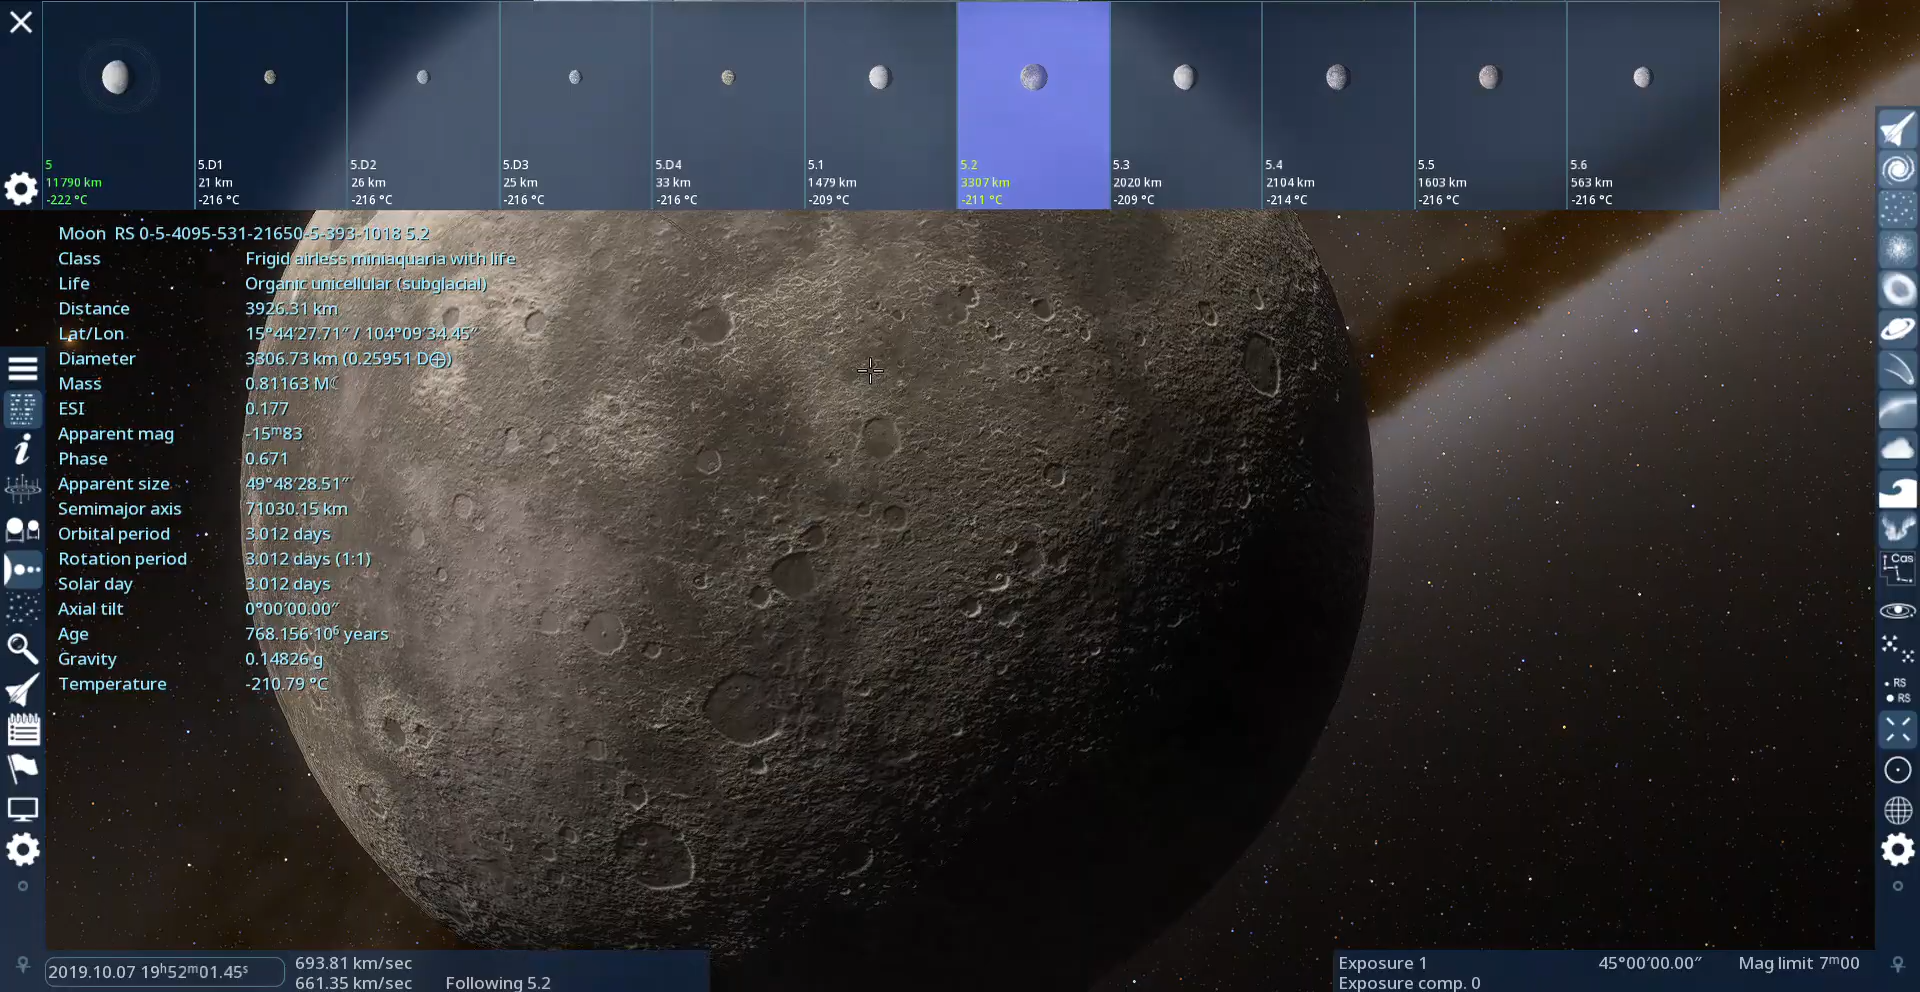 5
11790 km
-222 °C
5.D1
21 km
-216 °C
5.D2
26 km
-216 °C
5.D3
25 km
-216 °C
5.D4
33 km
-216 °C
5.1
1479 km
-209 °C
5.2
3307 km
-211 °C
5.3
2020 km
-209 °C
5.4
2104 km
-214 °C
5.5
1603 km
-216 °C
5.6
563 km
-216 °C
Moon RS 0-5-4095-531-21650-5-393-1018 5.2
Class Frigid airless miniaquaria with life
Life Organic unicellular (subglacial)
Distance 3926.31 km
Lat/Lon 15°44′27.71″ / 104°09′34.45″
Diameter 3306.73 km (0.25951 D⊕)
Mass 0.81163 M☾
ESI 0.177
Apparent mag -15ᵐ83
Phase 0.671
Apparent size 49°48′28.51″
Semimajor axis 71030.15 km
Orbital period 3.012 days
Rotation period 3.012 days (1:1)
Solar day 3.012 days
Axial tilt 0°00′00.00″
Age 768.156·10⁶ years
Gravity 0.14826 g
Temperature -210.79 °C
Cas
RS
RS
2019.10.07 19ʰ52ᵐ01.45ˢ
693.81 km/sec
661.35 km/sec Following 5.2
Exposure 1 45°00′00.00″ Mag limit 7ᵐ00
Exposure comp. 0